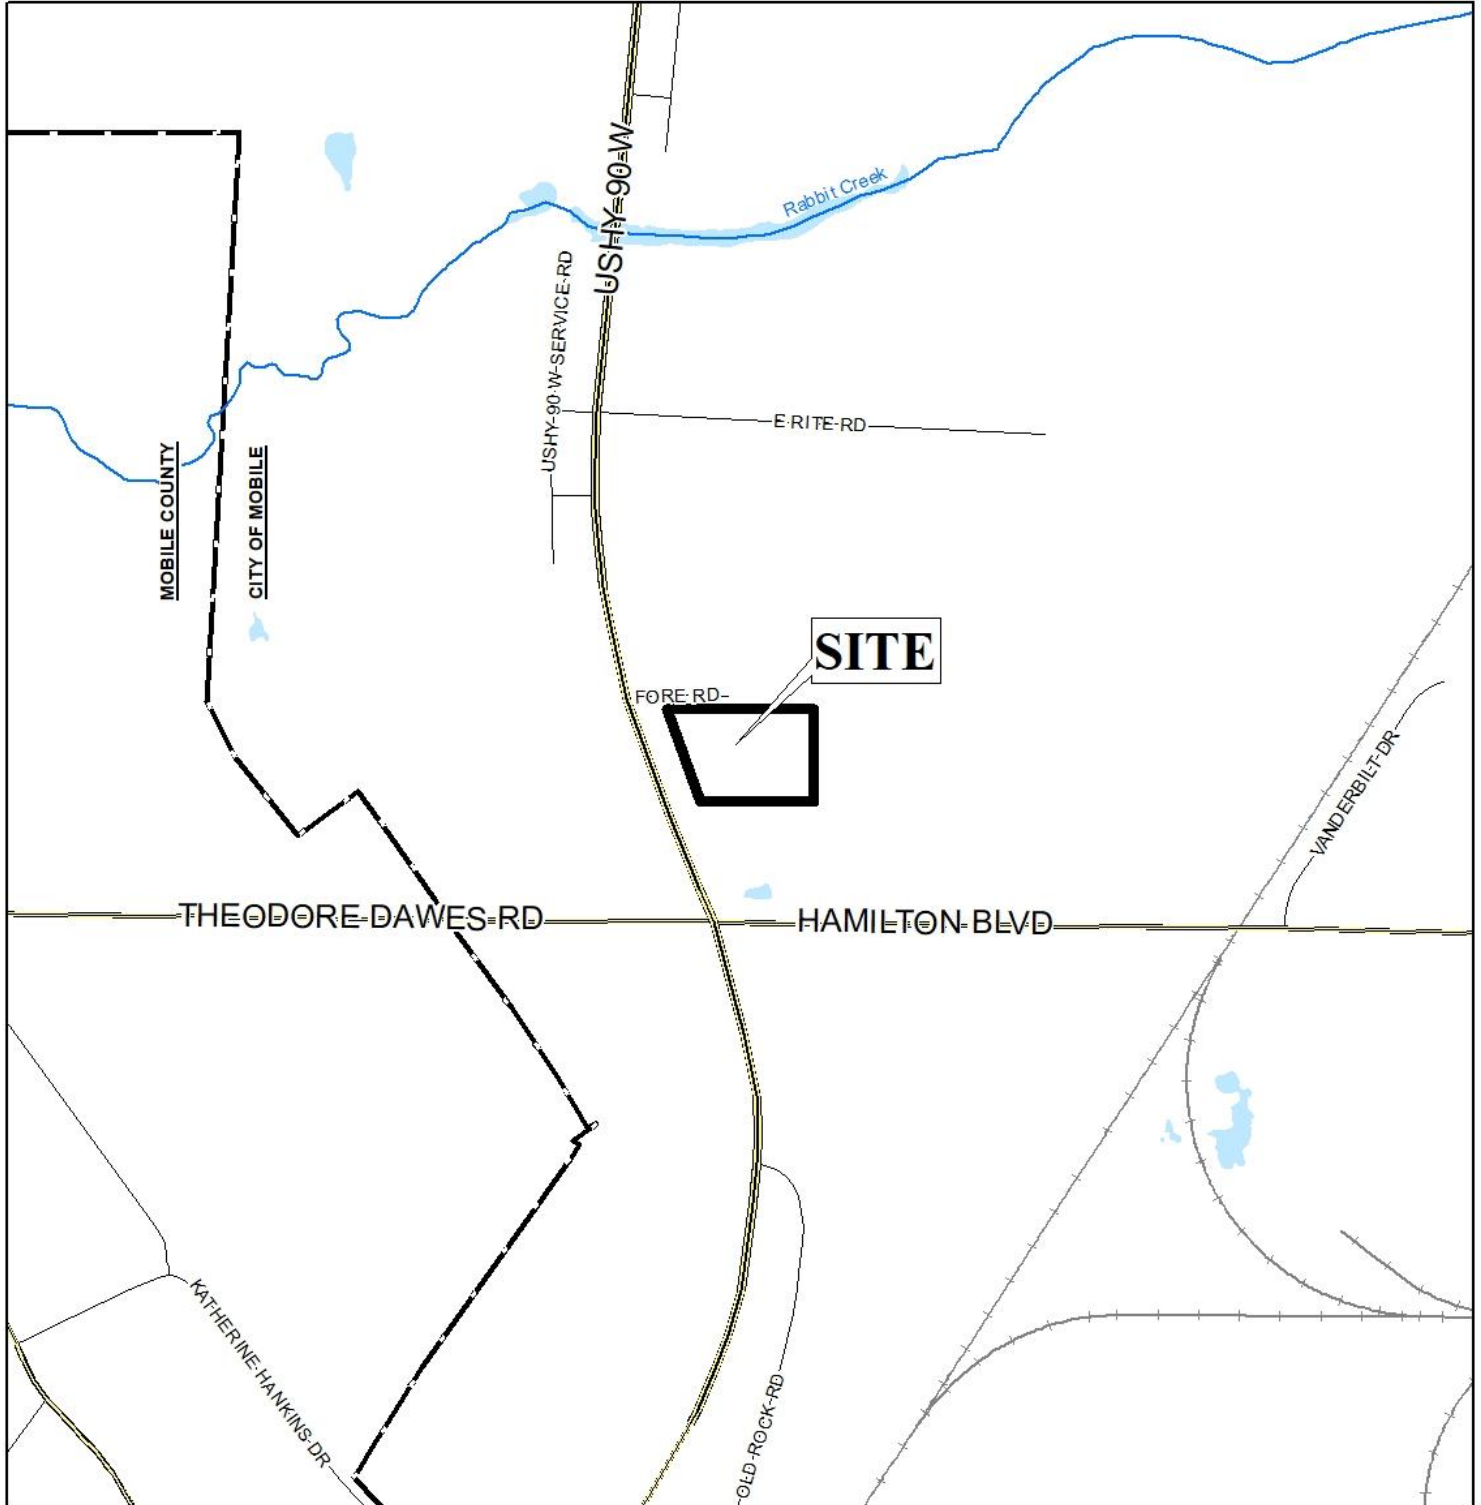 USHY 90 W
Rabbit Creek
USHY 90 W SERVICE RD
E RITE RD
MOBILE COUNTY
CITY OF MOBILE
SITE
FORE RD
VANDERBILT DR
THEODORE DAWES RD
HAMILTON BLVD
KATHERINE HANKINS DR
OLD ROCK RD